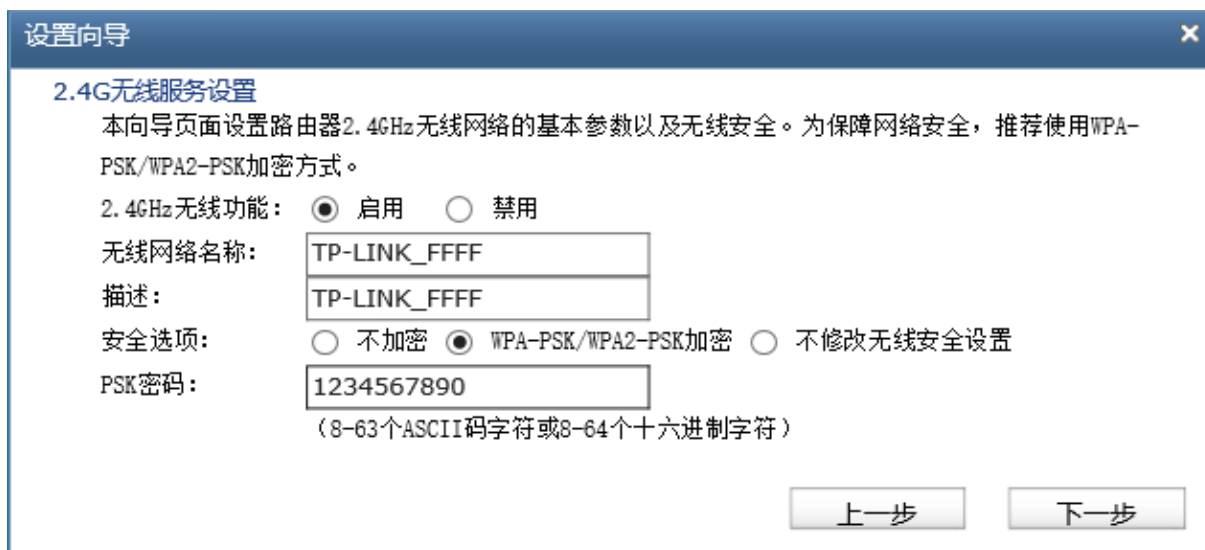 设置向导
2.4G无线服务设置
本向导页面设置路由器2.4GHz无线网络的基本参数以及无线安全。为保障网络安全，推荐使用WPA-
PSK/WPA2-PSK加密方式。
2.4GHz无线功能： 启用 禁用
无线网络名称： TP-LINK_FFFF
描述： TP-LINK_FFFF
安全选项： 不加密 WPA-PSK/WPA2-PSK加密 不修改无线安全设置
PSK密码： 1234567890
（8-63个ASCII码字符或8-64个十六进制字符）
上一步 下一步